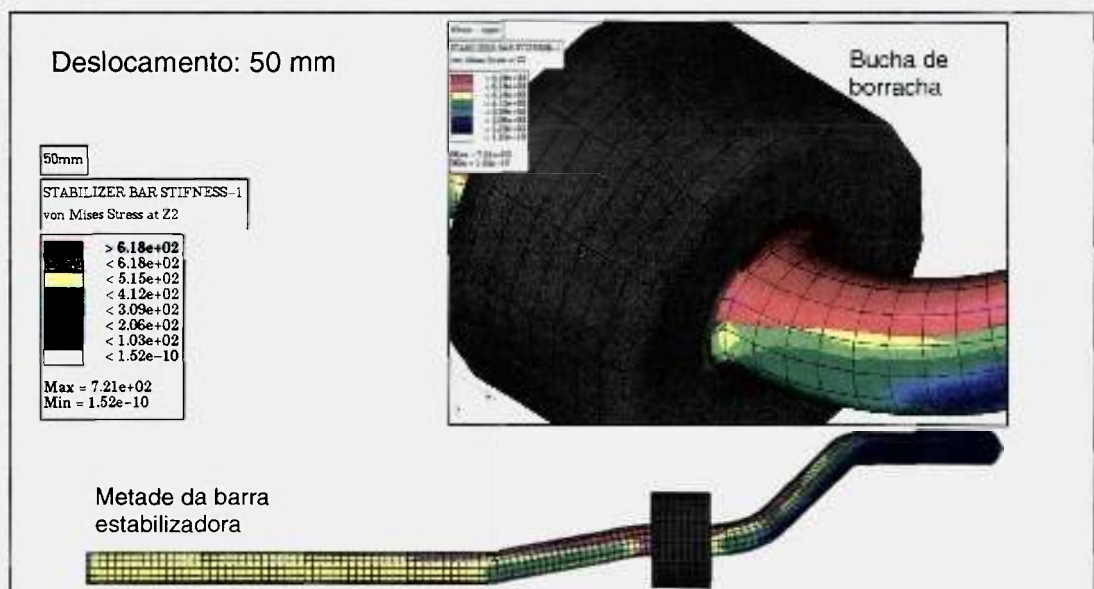 Deslocamento: 50 mm
Bucha de
borracha
50mm
STABILIZER BAR STIFNESS-1
von Mises Stress at Z2
> 6.18e+02
< 6.18e+02
< 5.15e+02
< 4.12e+02
< 3.09e+02
< 2.06e+02
< 1.03e+02
< 1.52e-10
Max = 7.21e+02
Min = 1.52e-10
Metade da barra
estabilizadora